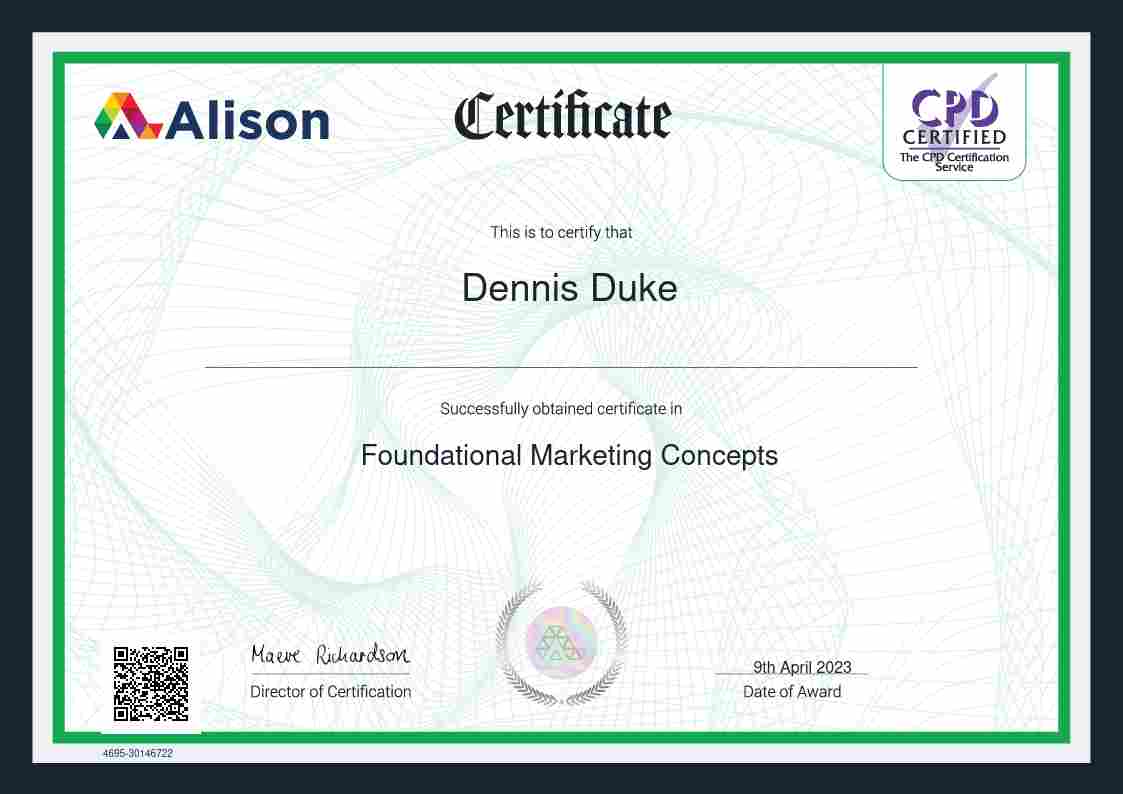 Alison
Certificate
CPD
CERTIFIED
The CPD Certification
Service
This is to certify that
Dennis Duke
Successfully obtained certificate in
Foundational Marketing Concepts
Maeve Richardson
Director of Certification
9th April 2023
Date of Award
4695-30146722